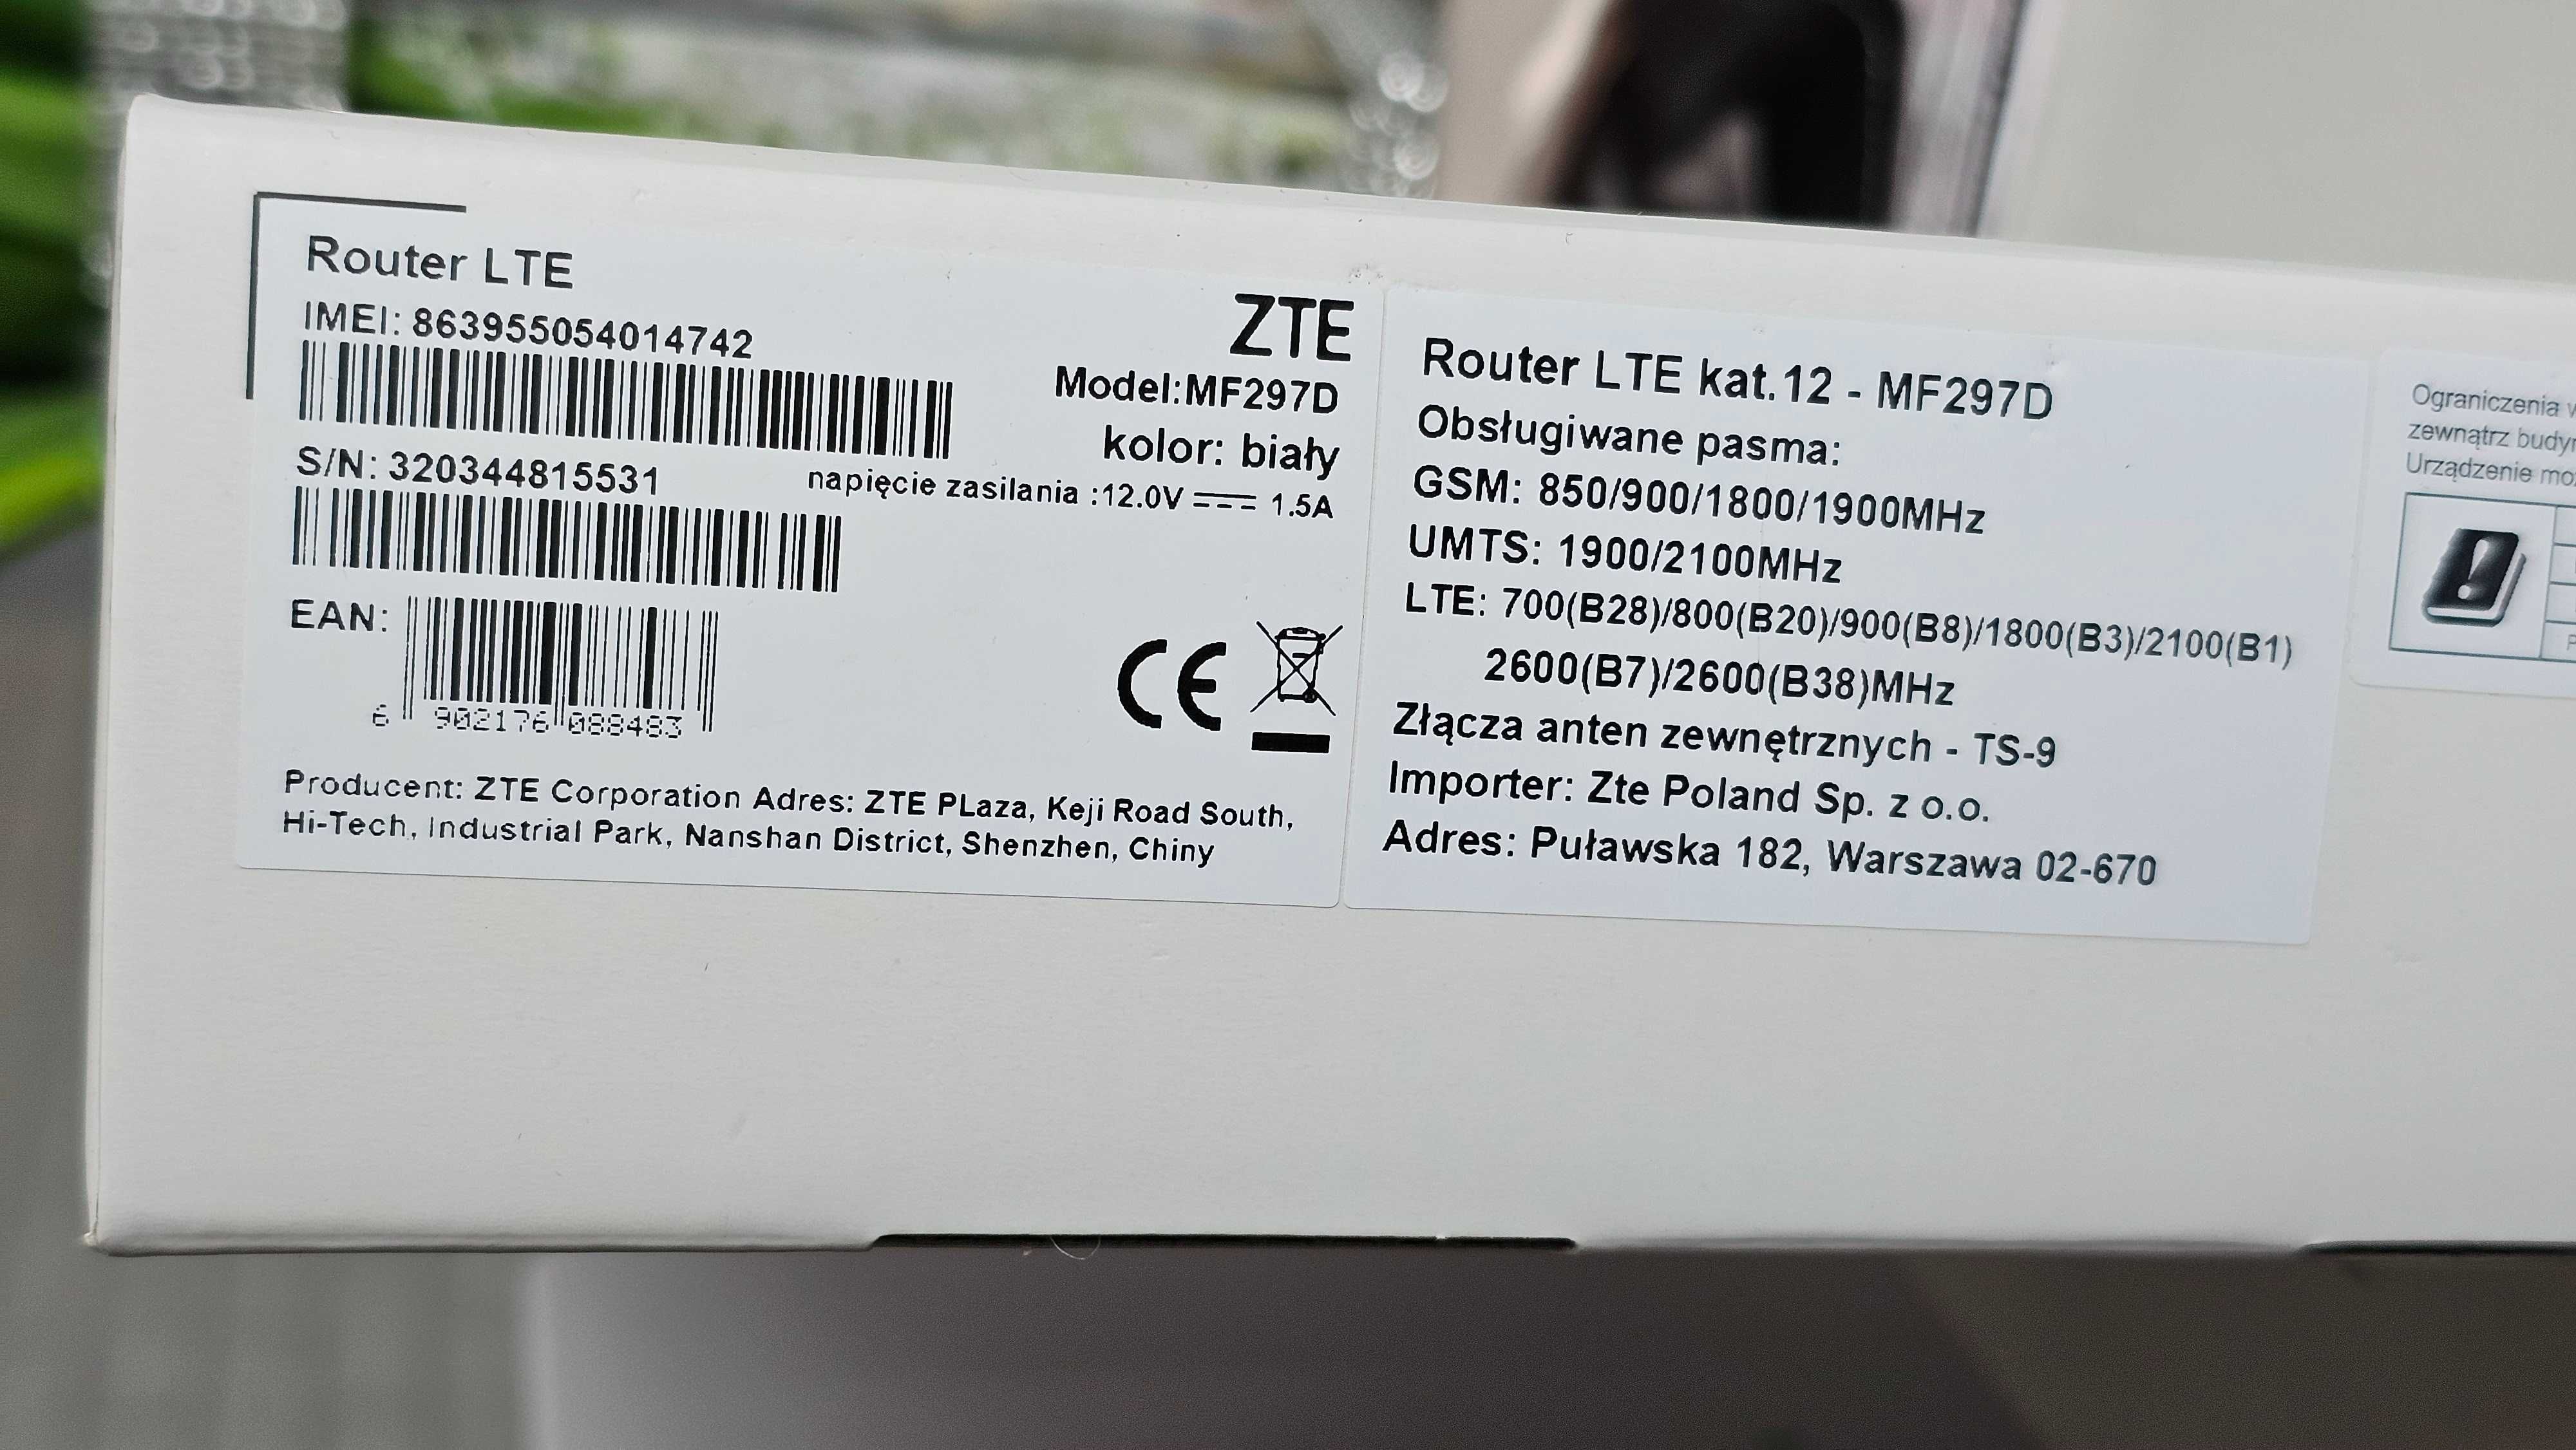 Router LTE
IMEI: 863955054014742
ZTE
Model:MF297D
kolor: biały
S/N: 320344815531
napięcie zasilania :12.0V 1.5A
EAN:
6 902176 088483
CE
Producent: ZTE Corporation Adres: ZTE PLaza, Keji Road South,
Hi-Tech, Industrial Park, Nanshan District, Shenzhen, Chiny
Router LTE kat.12 - MF297D
Obsługiwane pasma:
GSM: 850/900/1800/1900MHz
UMTS: 1900/2100MHz
LTE: 700(B28)/800(B20)/900(B8)/1800(B3)/2100(B1)
2600(B7)/2600(B38)MHz
Złącza anten zewnętrznych - TS-9
Importer: Zte Poland Sp. z o.o.
Adres: Puławska 182, Warszawa 02-670
Ograniczenia
zewnątrz
Urządzenie